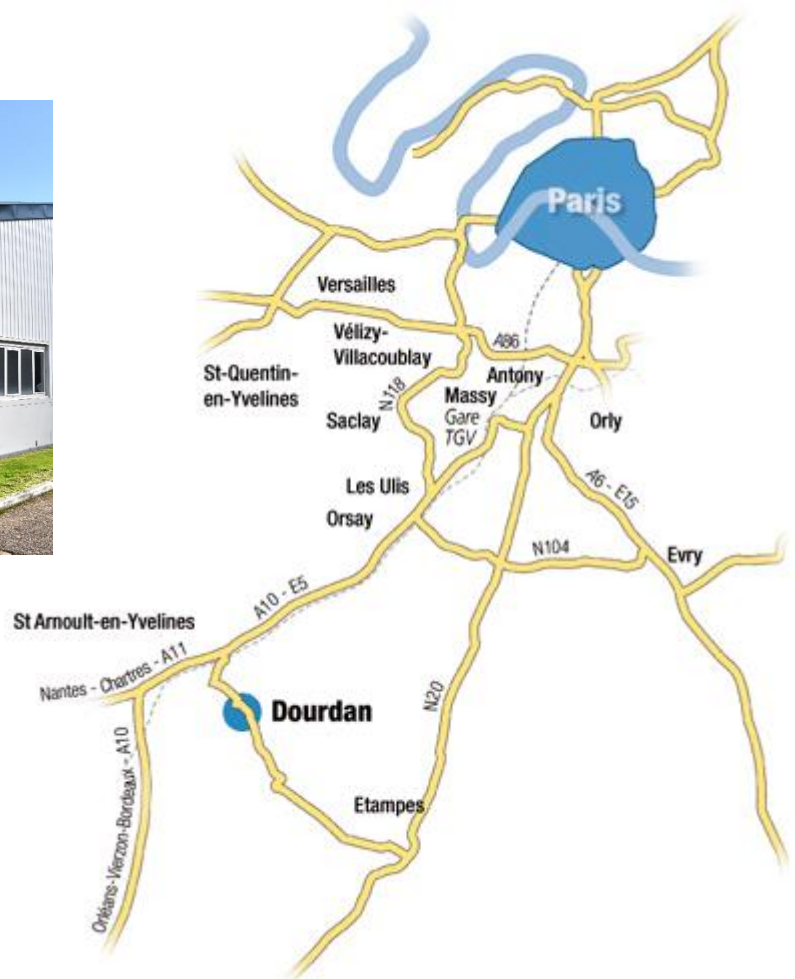 Paris
Versailles
Vélizy-
Villacoublay
A86
St-Quentin-
en-Yvelines
N118
Antony
Massy
Gare
TGV
Saclay
Orly
Les Ulis
Orsay
A6 - E15
N104
Evry
A10 - E5
St Arnoult-en-Yvelines
Nantes - Chartres - A11
Dourdan
N20
Orléans-Vierzon-Bordeaux - A10
Etampes